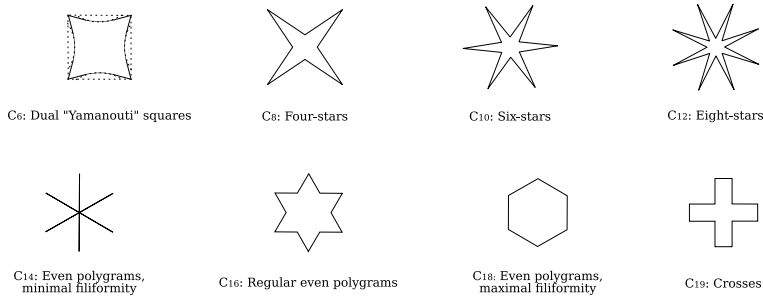 C6: Dual "Yamanouti" squares
C8: Four-stars
C10: Six-stars
C12: Eight-stars
C14: Even polygrams,
minimal filiformity
C16: Regular even polygrams
C18: Even polygrams,
maximal filiformity
C19: Crosses